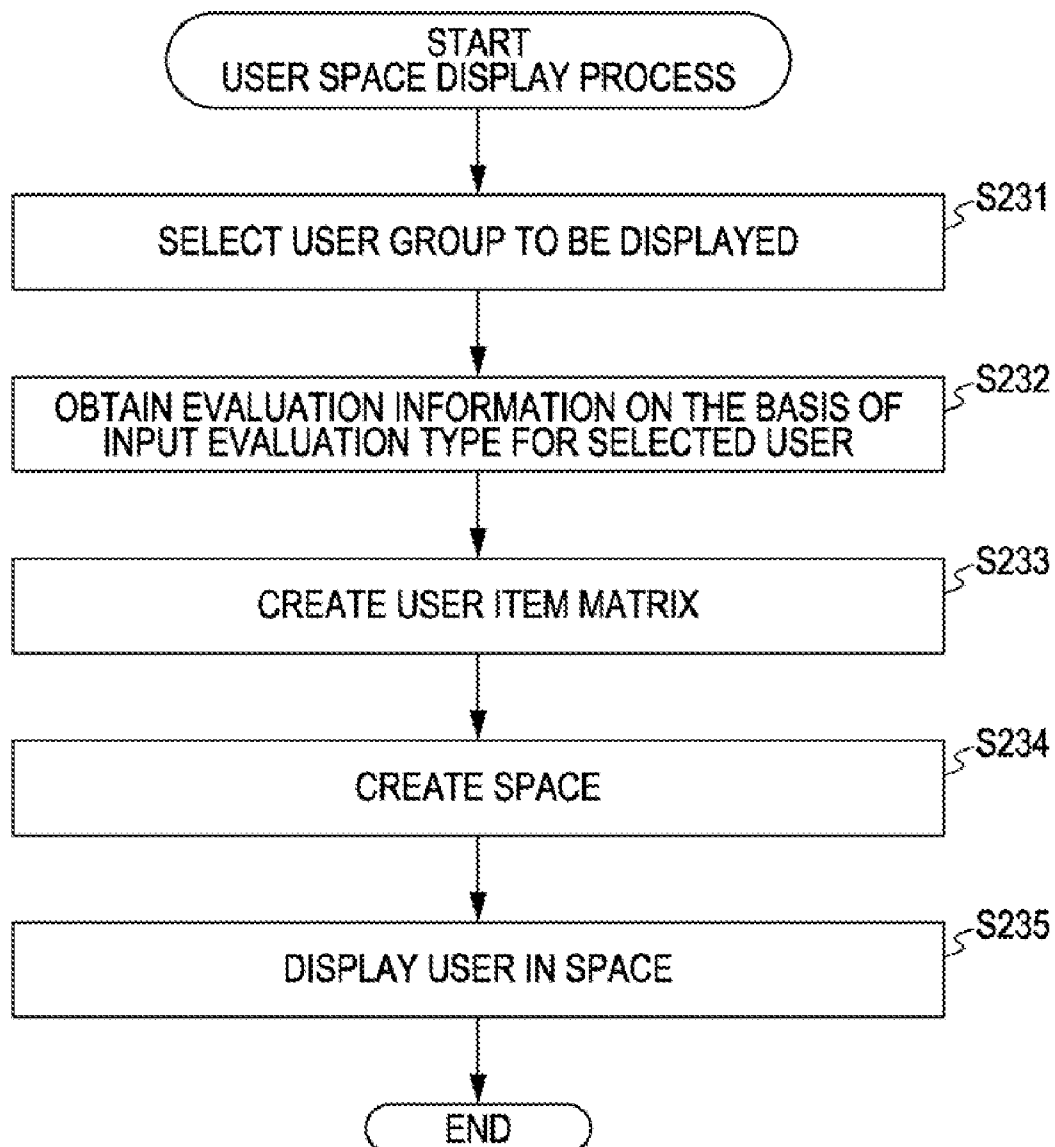 START
USER SPACE DISPLAY PROCESS
S231
SELECT USER GROUP TO BE DISPLAYED
S232
OBTAIN EVALUATION INFORMATION ON THE BASIS OF
INPUT EVALUATION TYPE FOR SELECTED USER
S233
CREATE USER ITEM MATRIX
S234
CREATE SPACE
S235
DISPLAY USER IN SPACE
END